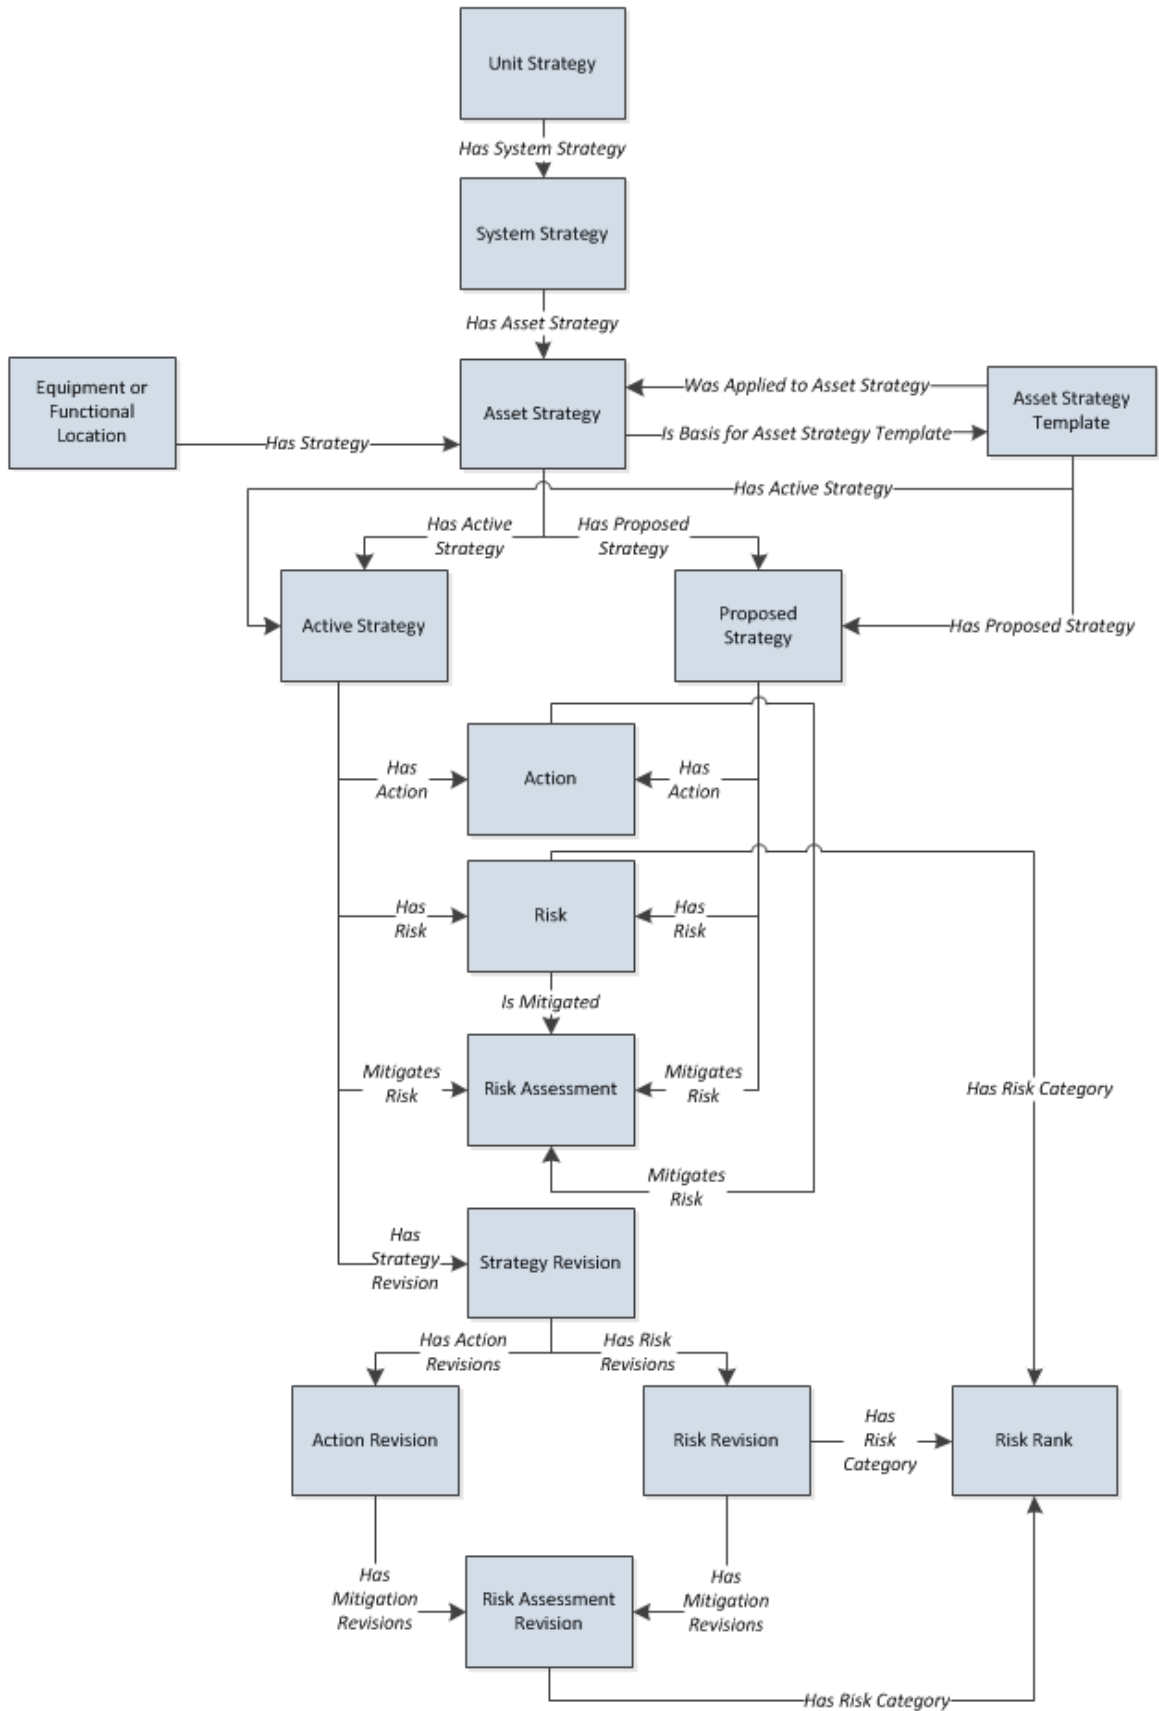 Unit Strategy
Has System Strategy
System Strategy
Has Asset Strategy
Equipment or
Functional
Location
Has Strategy
Asset Strategy
Was Applied to Asset Strategy
Is Basis for Asset Strategy Template
Asset Strategy
Template
Has Active Strategy
Has Active
Strategy
Has Proposed
Strategy
Active Strategy
Proposed
Strategy
Has Proposed Strategy
Has
Action
Action
Has
Action
Has
Risk
Risk
Has
Risk
Is Mitigated
Mitigates
Risk
Risk Assessment
Mitigates
Risk
Has Risk Category
Mitigates
Risk
Has
Strategy
Revision
Strategy Revision
Has Action
Revisions
Has Risk
Revisions
Action Revision
Risk Revision
Has
Risk
Category
Risk Rank
Has
Mitigation
Revisions
Risk Assessment
Revision
Has
Mitigation
Revisions
Has Risk Category